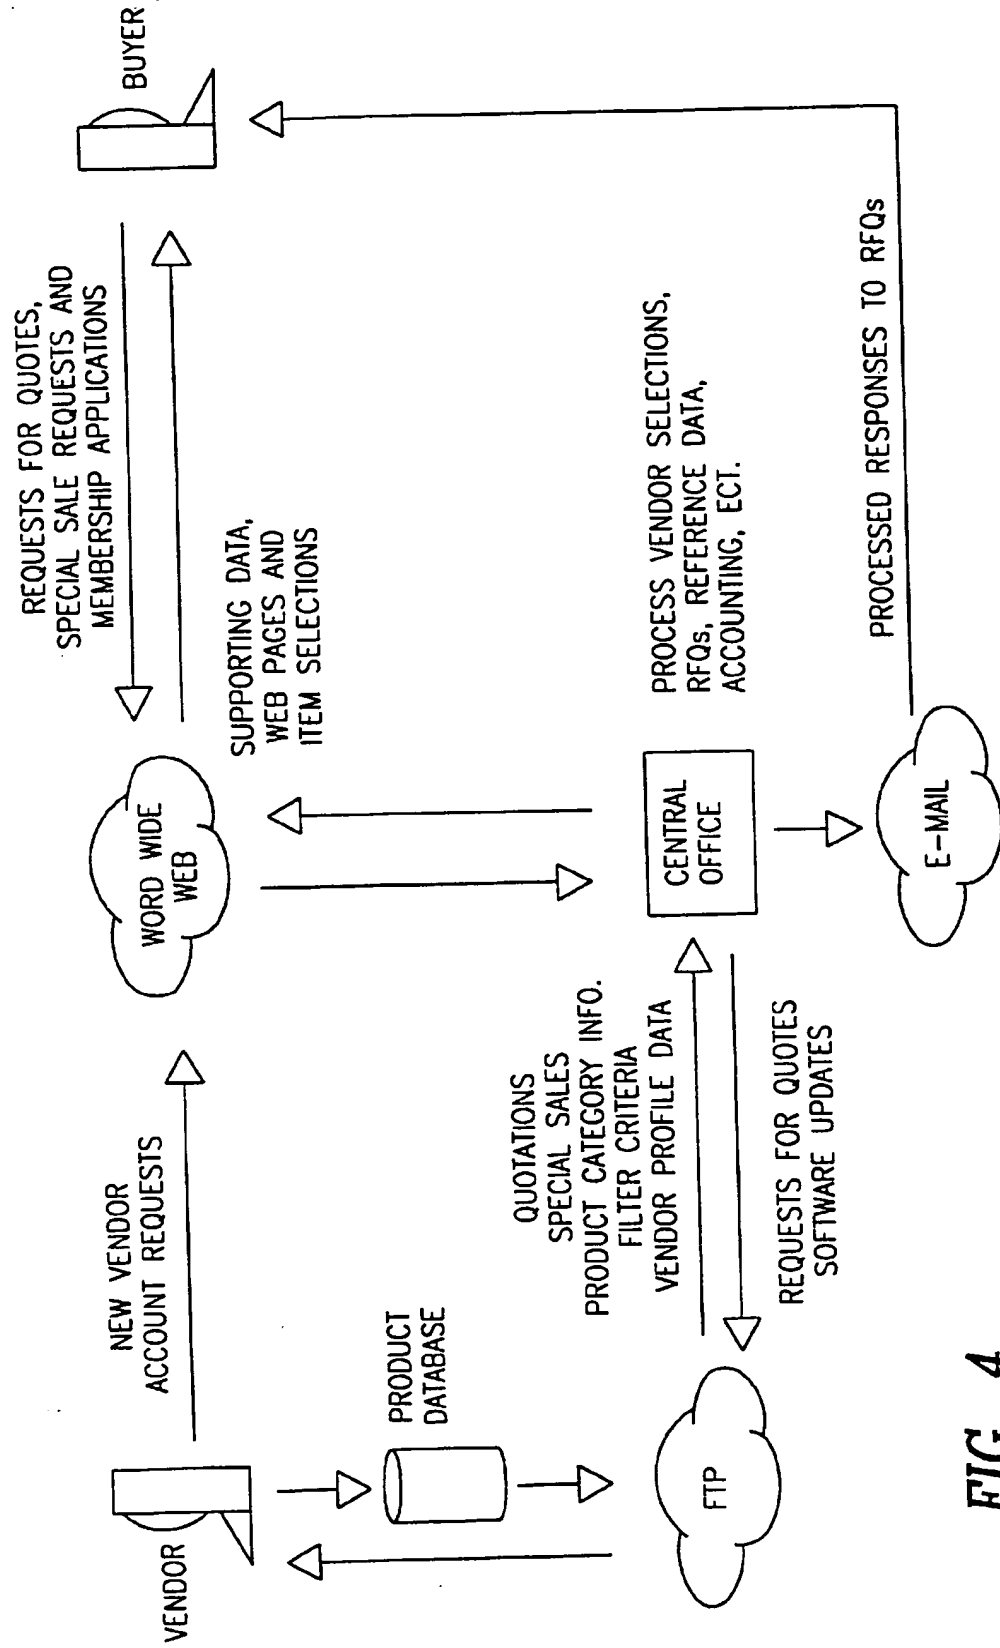 BUYER
REQUESTS FOR QUOTES,
SPECIAL SALE REQUESTS AND
MEMBERSHIP APPLICATIONS
WORD WIDE
WEB
SUPPORTING DATA,
WEB PAGES AND
ITEM SELECTIONS
NEW VENDOR
ACCOUNT REQUESTS
VENDOR
PRODUCT
DATABASE
QUOTATIONS
SPECIAL SALES
PRODUCT CATEGORY INFO.
FILTER CRITERIA
VENDOR PROFILE DATA
CENTRAL
OFFICE
PROCESS VENDOR SELECTIONS,
RFQs, REFERENCE DATA,
ACCOUNTING, ECT.
REQUESTS FOR QUOTES
SOFTWARE UPDATES
FTP
E-MAIL
PROCESSED RESPONSES TO RFQs
FIG. 4